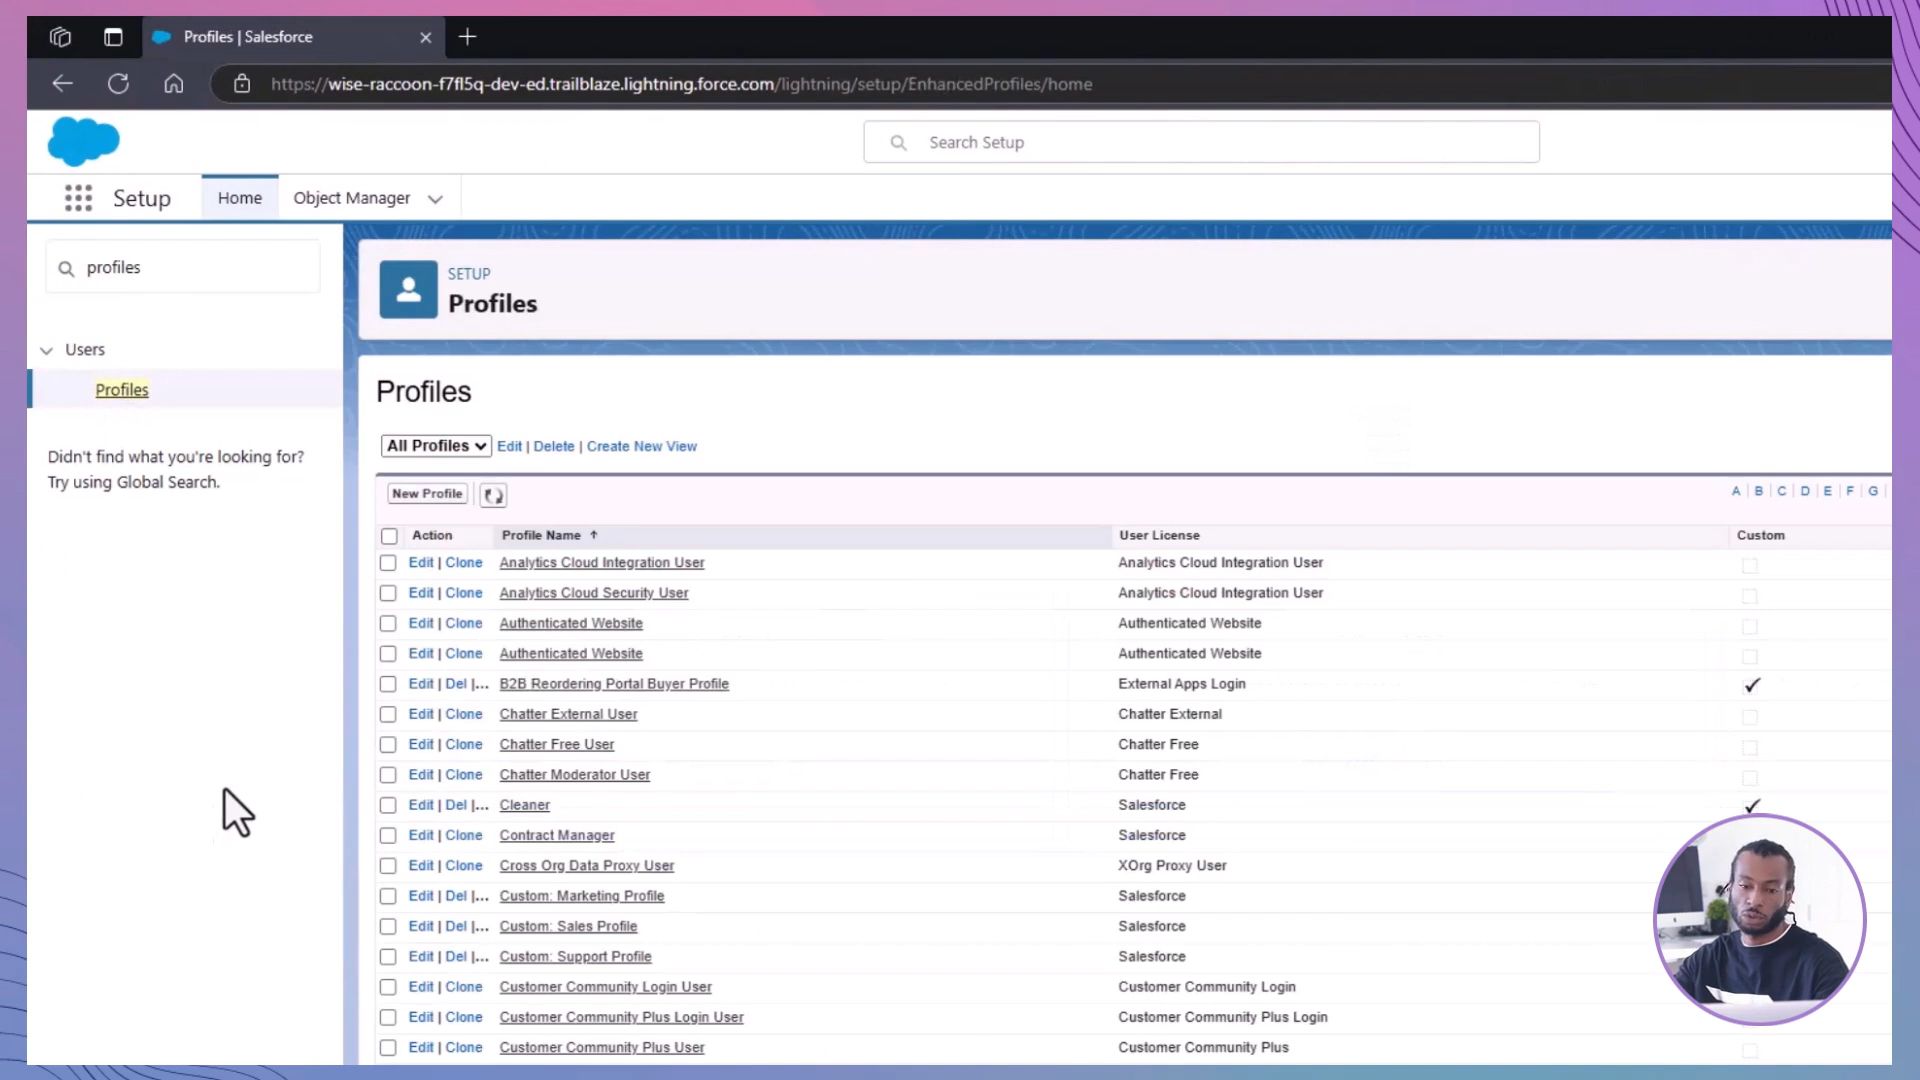 Profiles | Salesforce
https://wise-raccoon-f7fl5q-dev-ed.trailblaze.lightning.force.com/lightning/setup/EnhancedProfiles/home
Search Setup
Setup
Home
Object Manager
profiles
Users
Profiles
Didn't find what you're looking for?
Try using Global Search.
SETUP
Profiles
Profiles
All Profiles Edit | Delete | Create New View
New Profile
A | B | C | D | E | F | G |
Action Profile Name ↑ User License Custom
Edit | Clone Analytics Cloud Integration User Analytics Cloud Integration User
Edit | Clone Analytics Cloud Security User Analytics Cloud Integration User
Edit | Clone Authenticated Website Authenticated Website
Edit | Clone Authenticated Website Authenticated Website
Edit | Del |... B2B Reordering Portal Buyer Profile External Apps Login
Edit | Clone Chatter External User Chatter External
Edit | Clone Chatter Free User Chatter Free
Edit | Clone Chatter Moderator User Chatter Free
Edit | Del |... Cleaner Salesforce
Edit | Clone Contract Manager Salesforce
Edit | Clone Cross Org Data Proxy User XOrg Proxy User
Edit | Del |... Custom: Marketing Profile Salesforce
Edit | Del |... Custom: Sales Profile Salesforce
Edit | Del |... Custom: Support Profile Salesforce
Edit | Clone Customer Community Login User Customer Community Login
Edit | Clone Customer Community Plus Login User Customer Community Plus Login
Edit | Clone Customer Community Plus User Customer Community Plus